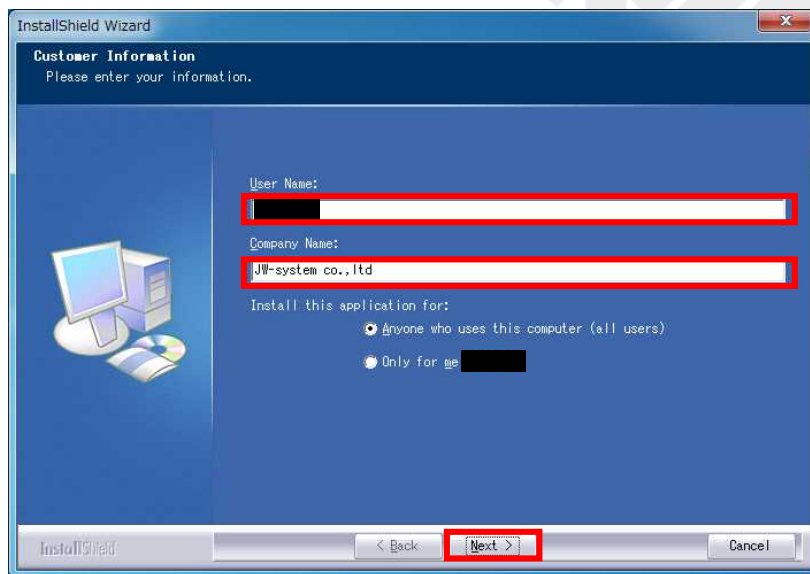 InstallShield Wizard
Customer Information
Please enter your information.
User Name:
Company Name:
JW-system co.,ltd
Install this application for:
Anyone who uses this computer (all users)
Only for me
InstallShield
< Back
Next >
Cancel